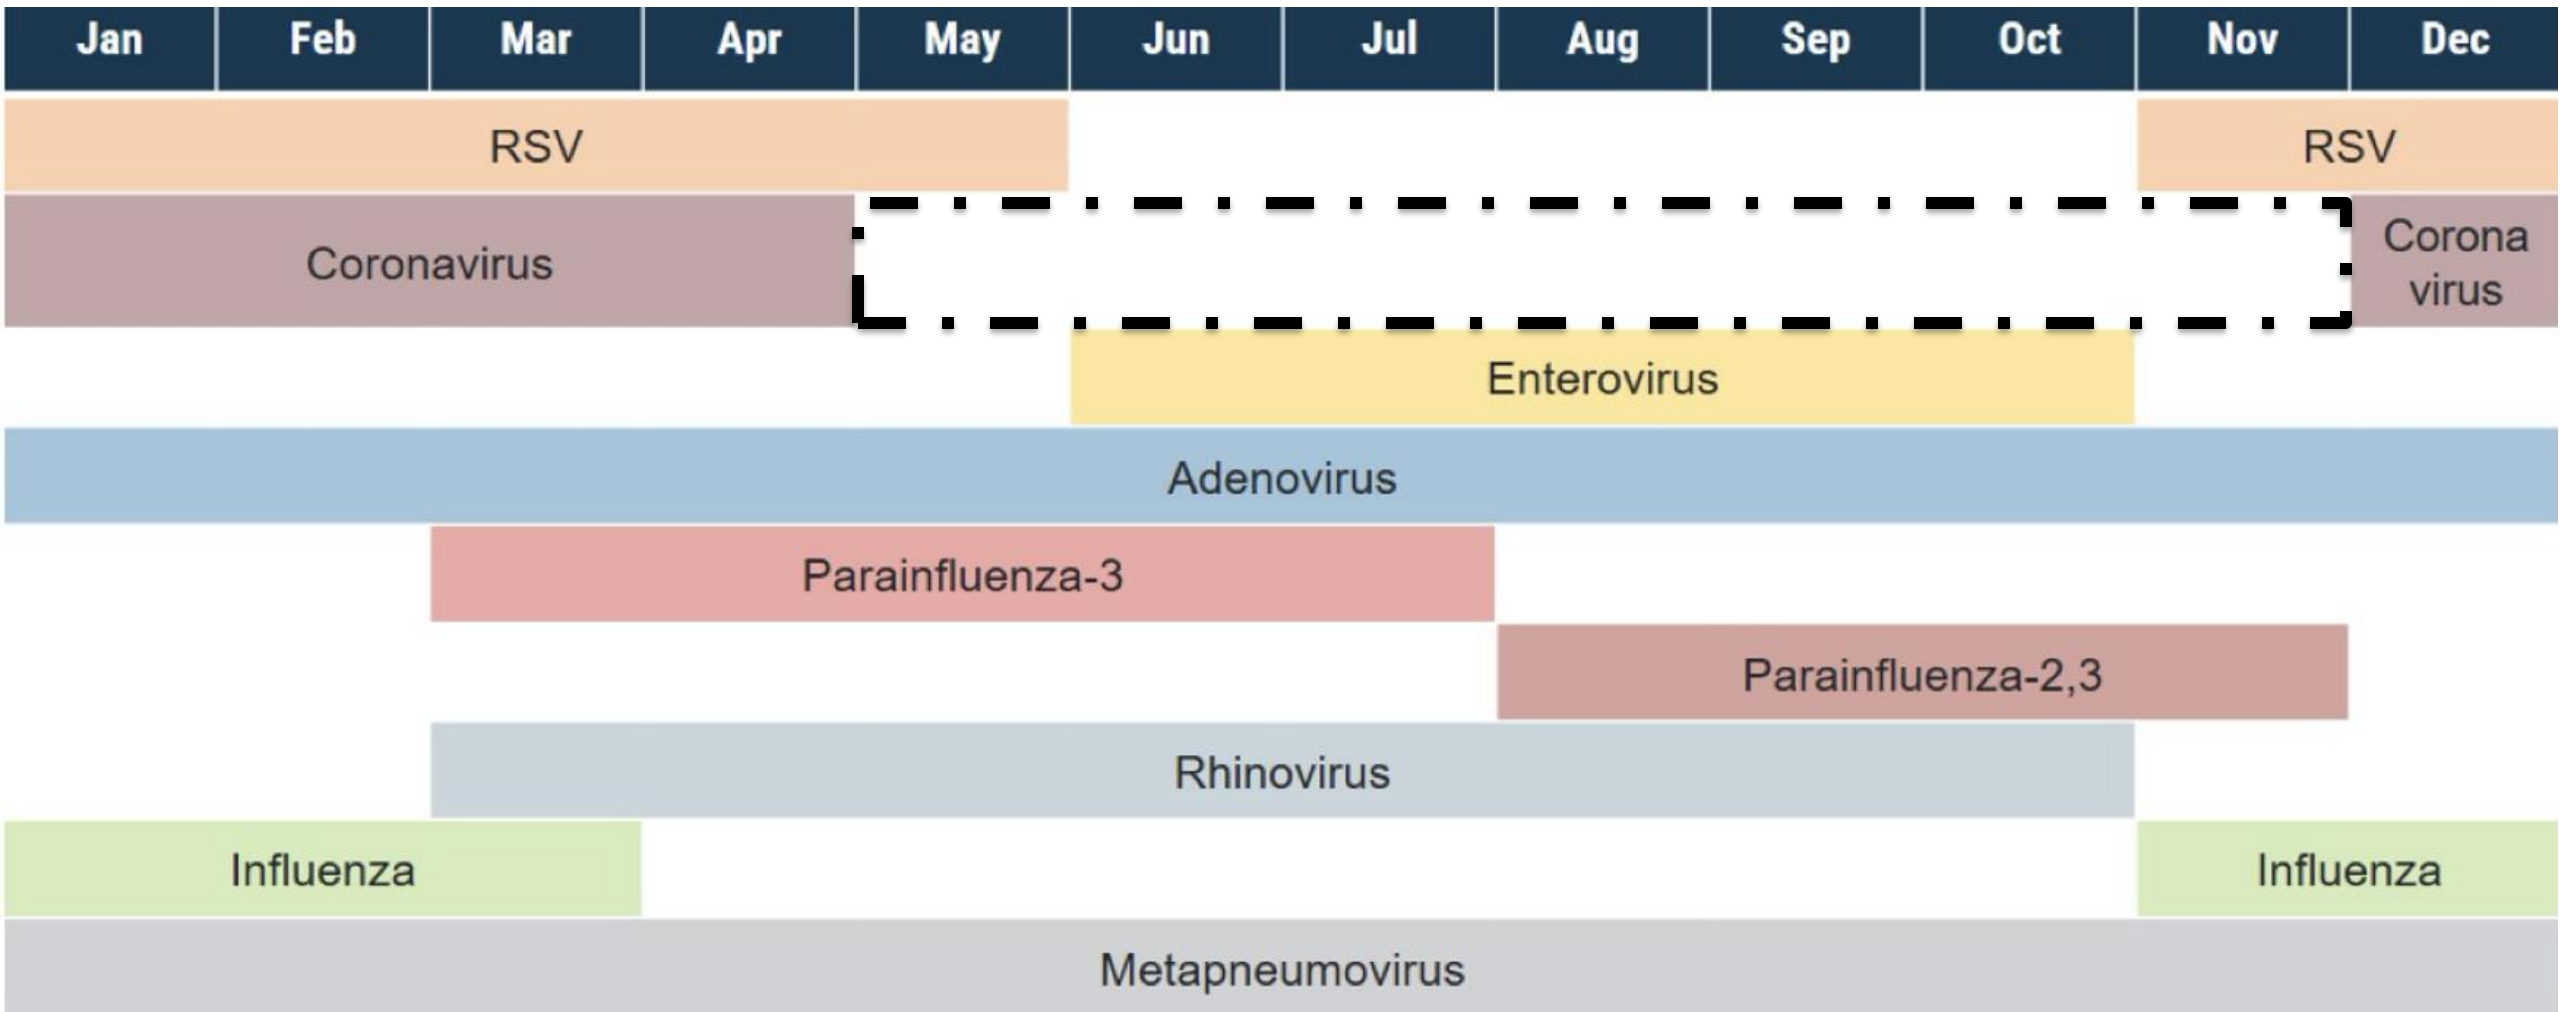 Jan Feb Mar Apr May Jun Jul Aug Sep Oct Nov Dec
RSV RSV
Coronavirus Corona
virus
Enterovirus
Adenovirus
Parainfluenza-3
Parainfluenza-2,3
Rhinovirus
Influenza Influenza
Metapneumovirus